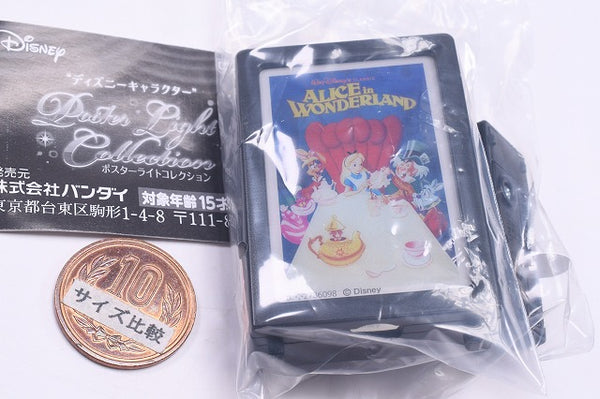 Disney
"ディズニーキャラクター"
Poster Light
Collection
ポスターライトコレクション
発売元
株式会社バンダイ
対象年齢15才
東京都台東区駒形1-4-8 〒111-8
10
サイズ比較
WALT DISNEY'S CLASSIC
ALICE in
WONDERLAND
6098 © Disney